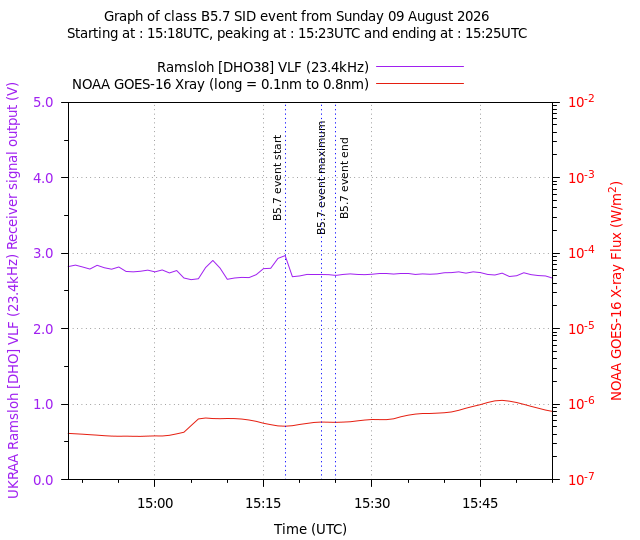 Graph of class B5.7 SID event from Sunday 09 August 2026
Starting at : 15:18UTC, peaking at : 15:23UTC and ending at : 15:25UTC
Ramsloh [DHO38] VLF (23.4kHz)
NOAA GOES-16 Xray (long = 0.1nm to 0.8nm)
UKRAA Ramsloh [DHO] VLF (23.4kHz) Receiver signal output (V)
5.0
4.0
3.0
2.0
1.0
0.0
B5.7 event start
B5.7 event maximum
B5.7 event end
10-2
10-3
10-4
10-5
10-6
10-7
NOAA GOES-16 X-ray Flux (W/m2)
15:00 15:15 15:30 15:45
Time (UTC)